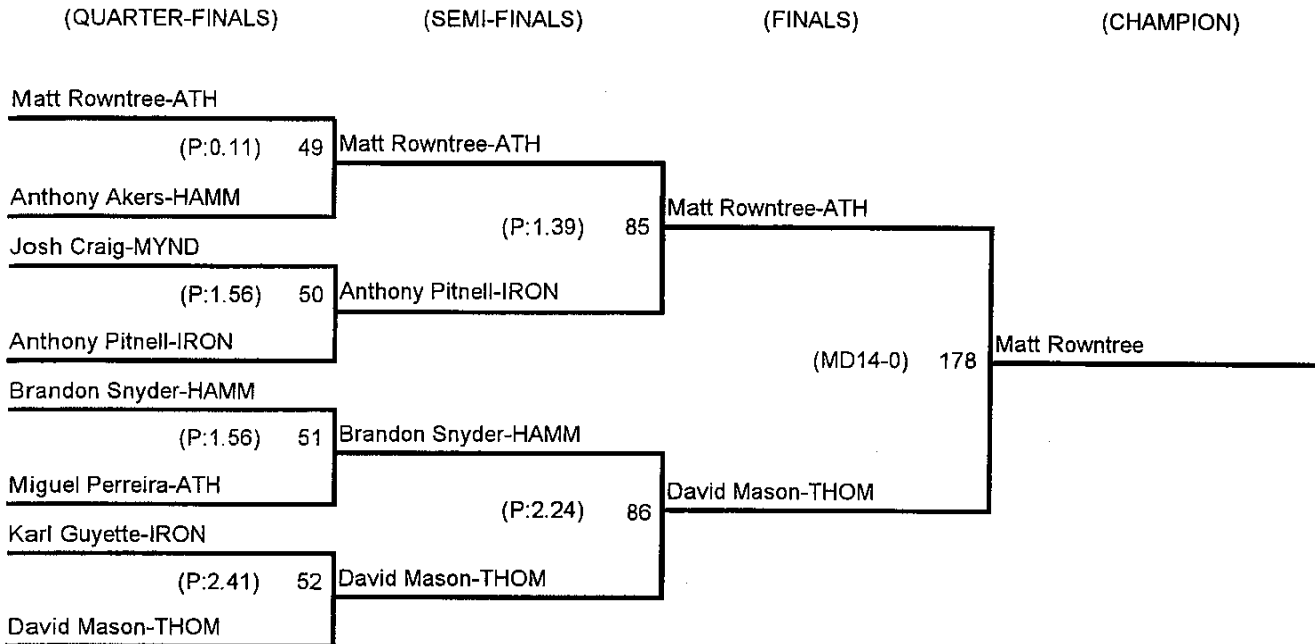 (QUARTER-FINALS) (SEMI-FINALS) (FINALS) (CHAMPION)
Matt Rowntree-ATH
(P:0.11) 49 Matt Rowntree-ATH
Anthony Akers-HAMM
(P:1.39) 85 Matt Rowntree-ATH
Josh Craig-MYND
(P:1.56) 50 Anthony Pitnell-IRON
Anthony Pitnell-IRON
(MD14-0) 178 Matt Rowntree
Brandon Snyder-HAMM
(P:1.56) 51 Brandon Snyder-HAMM
Miguel Perreira-ATH
(P:2.24) 86 David Mason-THOM
Karl Guyette-IRON
(P:2.41) 52 David Mason-THOM
David Mason-THOM